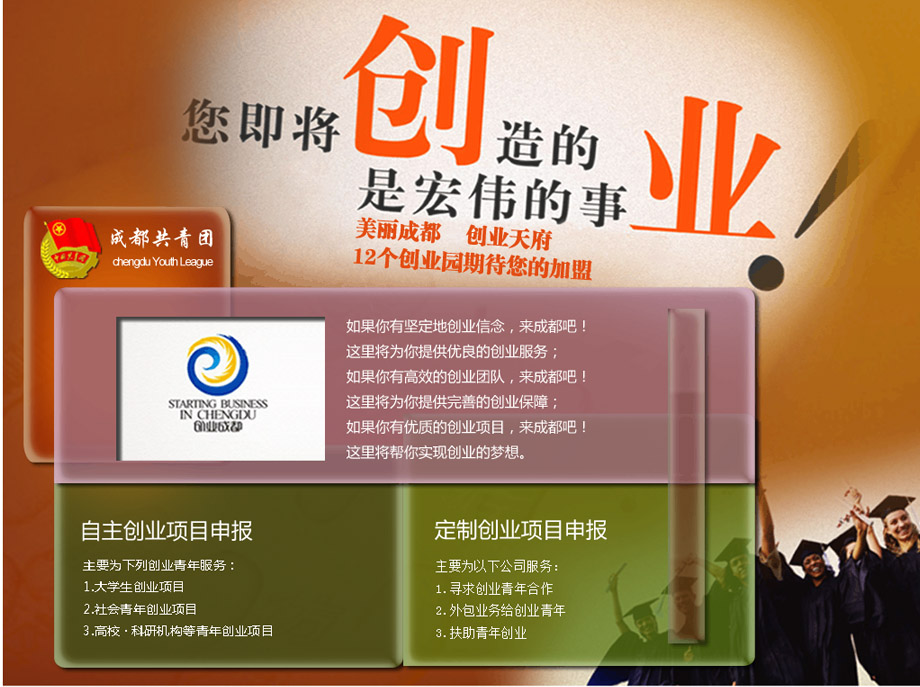 您即将创造的
是宏伟的事业！
美丽成都 创业天府
12个创业园期待您的加盟
成都共青团
chengdu Youth League
中国共青团
如果你有坚定地创业信念，来成都吧！
这里将为你提供优良的创业服务；
如果你有高效的创业团队，来成都吧！
这里将为你提供完善的创业保障；
如果你有优质的创业项目，来成都吧！
这里将帮你实现创业的梦想。
STARTING BUSINESS
IN CHENGDU
创业成都
自主创业项目申报
主要为下列创业青年服务：
1.大学生创业项目
2.社会青年创业项目
3.高校·科研机构等青年创业项目
定制创业项目申报
主要为以下公司服务：
1.寻求创业青年合作
2.外包业务给创业青年
3.扶助青年创业